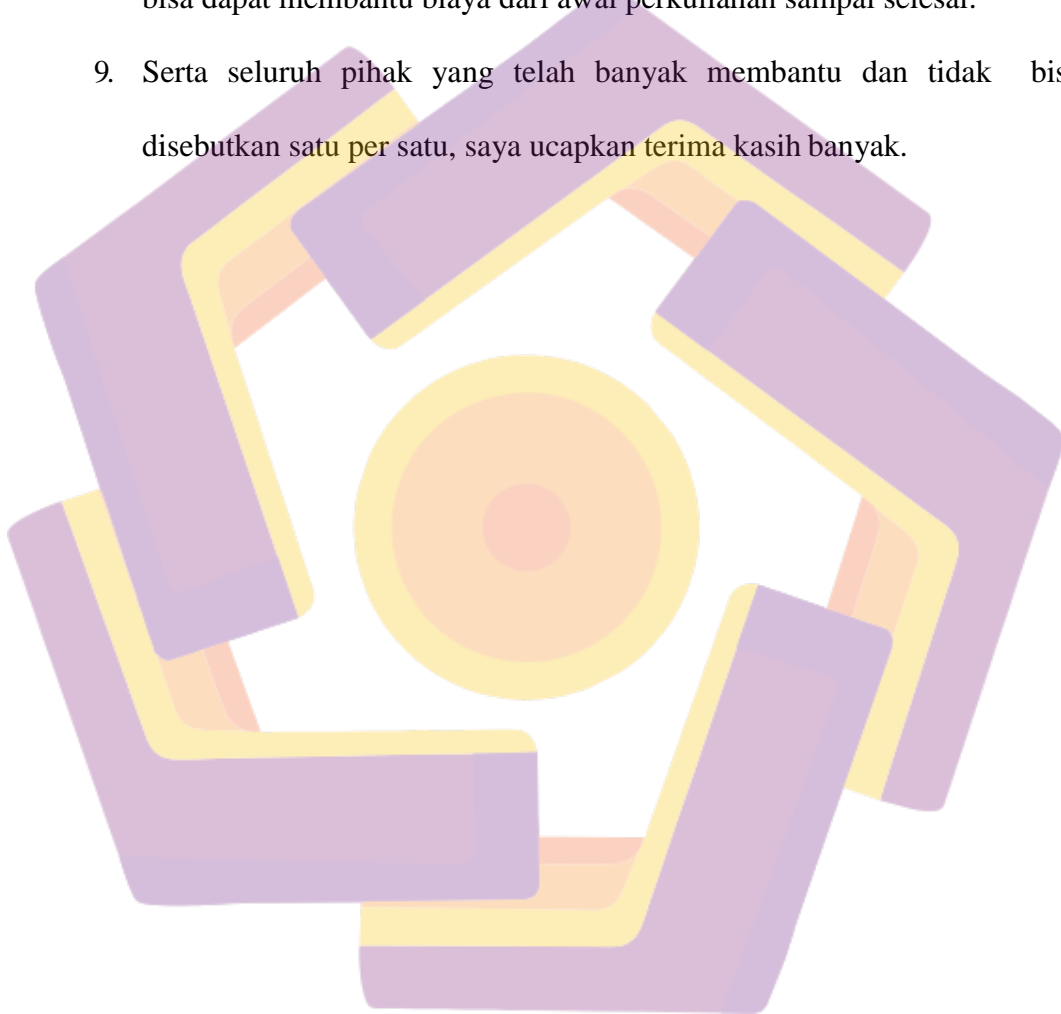 bisa dapat membantu biaya dari awal perkuliahan sampai selesai.
9. Serta seluruh pihak yang telah banyak membantu dan tidak bis
disebutkan satu per satu, saya ucapkan terima kasih banyak.